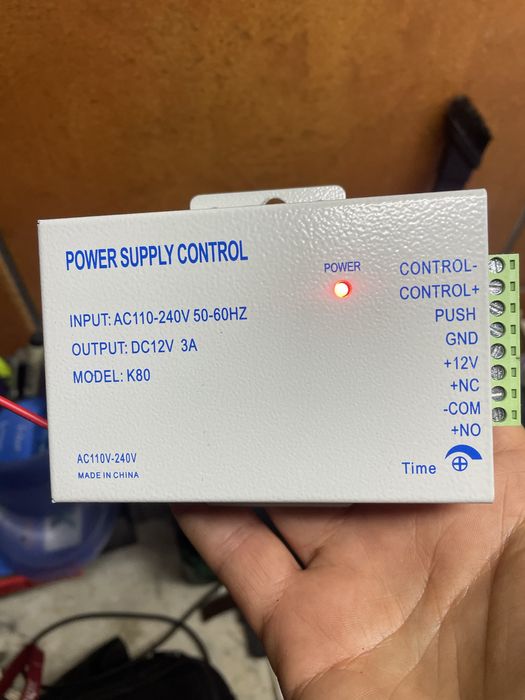 POWER SUPPLY CONTROL
INPUT: AC110-240V 50-60HZ
OUTPUT: DC12V 3A
MODEL: K80
AC110V-240V
MADE IN CHINA
POWER
CONTROL-
CONTROL+
PUSH
GND
+12V
+NC
-COM
+NO
Time